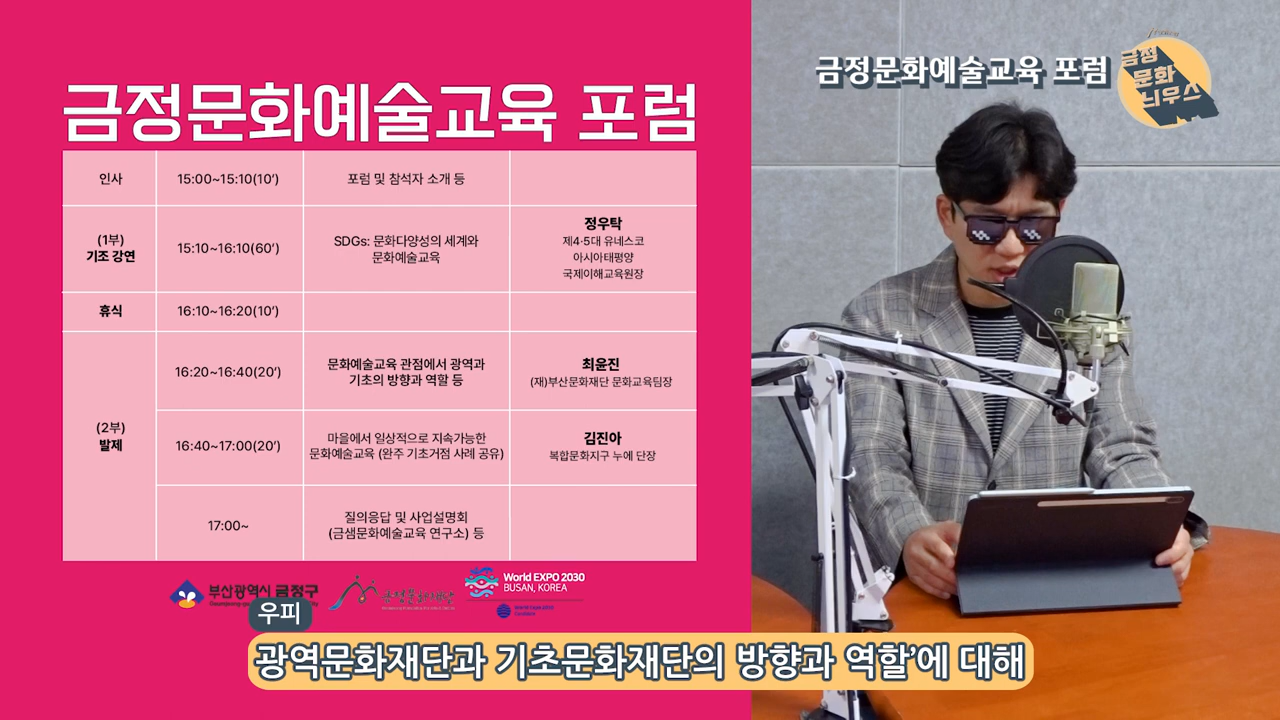 금정문화예술교육 포럼
인사
15:00~15:10(10′)
포럼 및 참석자 소개 등
(1부)
기조 강연
15:10~16:10(60′)
SDGs: 문화다양성의 세계와
문화예술교육
정우탁
제4·5대 유네스코
아시아태평양
국제이해교육원장
휴식
16:10~16:20(10′)
(2부)
발제
16:20~16:40(20′)
문화예술교육 관점에서 광역과
기초의 방향과 역할 등
최윤진
(재)부산문화재단 문화교육팀장
16:40~17:00(20′)
마을에서 일상적으로 지속가능한
문화예술교육 (완주 기초거점 사례 공유)
김진아
복합문화지구 누에 단장
17:00~
질의응답 및 사업설명회
(금샘문화예술교육 연구소) 등
부산광역시 금정구
금정문화재단
World EXPO 2030
BUSAN, KOREA
금정문화예술교육 포럼
금정
문화
늬우스
우피
광역문화재단과 기초문화재단의 방향과 역할’에 대해